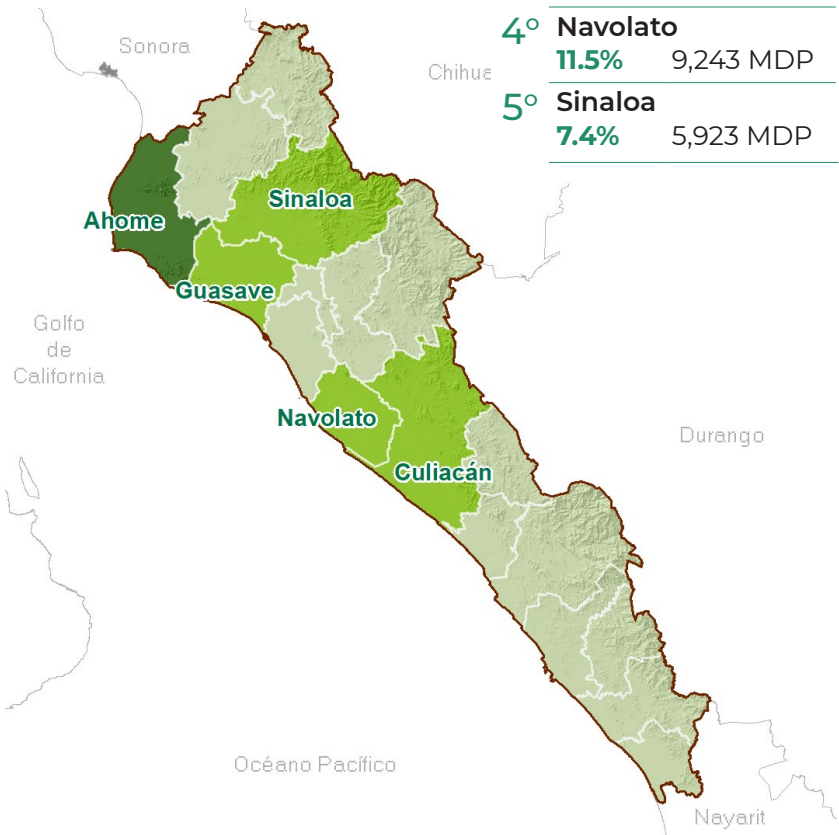 4° Navolato
11.5% 9,243 MDP
5° Sinaloa
7.4% 5,923 MDP
Sonora
Chihua
Sinaloa
Ahome
Guasave
Golfo
de
California
Navolato
Durango
Culiacán
Océano Pacífico
Nayarit